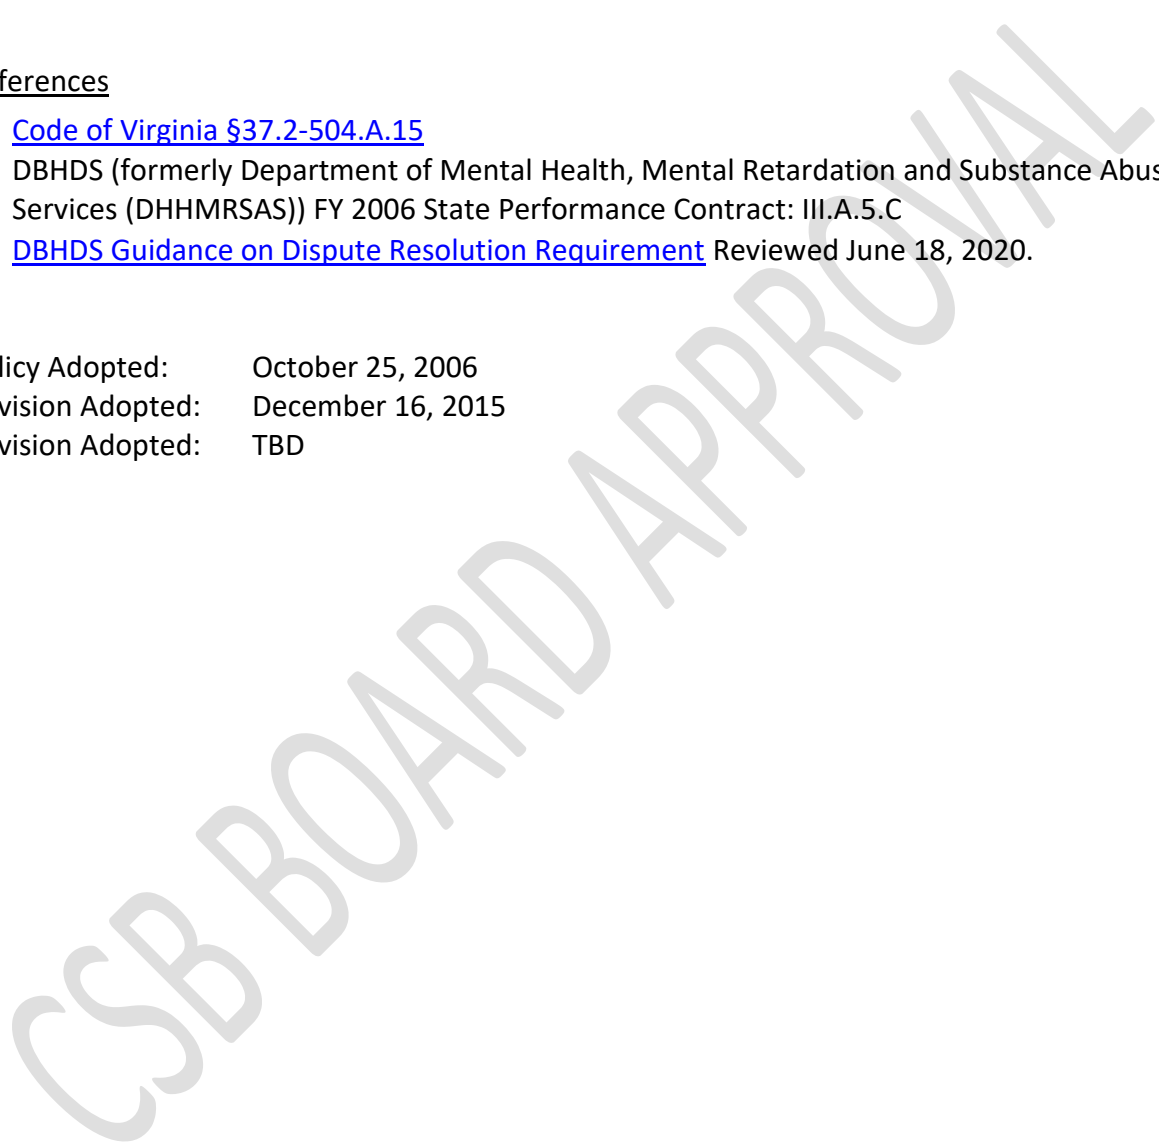 ferences
Code of Virginia §37.2-504.A.15
DBHDS (formerly Department of Mental Health, Mental Retardation and Substance Abus
Services (DHHMRSAS)) FY 2006 State Performance Contract: III.A.5.C
DBHDS Guidance on Dispute Resolution Requirement Reviewed June 18, 2020.
licy Adopted: October 25, 2006
vision Adopted: December 16, 2015
vision Adopted: TBD
CSB BOARD APPROVAL